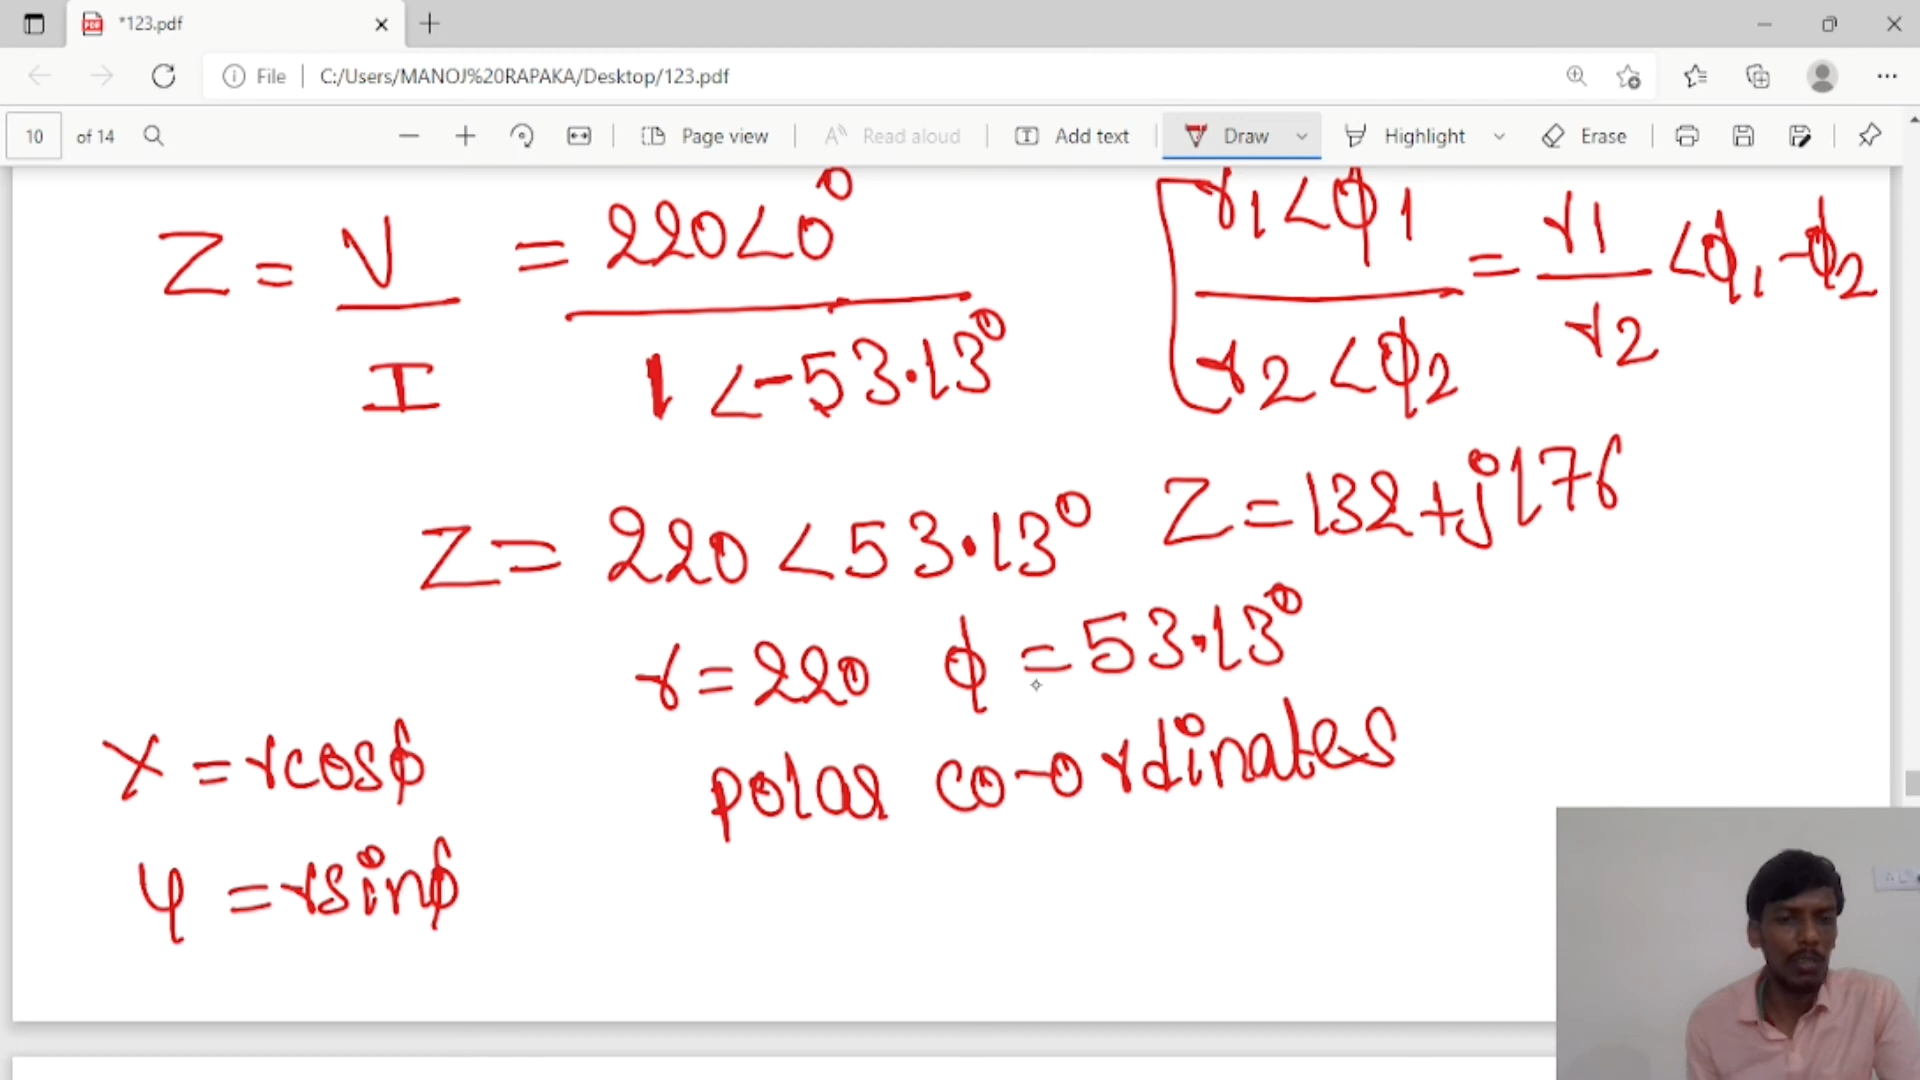 *123.pdf
File C:/Users/MANOJ%20RAPAKA/Desktop/123.pdf
10 of 14 Page view Read aloud Add text Draw Highlight Erase
Z = V / I = 220<0° / 1<-53.13°
r1<ϕ1 / r2<ϕ2 = r1 / r2 <ϕ1-ϕ2
Z = 220<53.13° Z=132+j176
r=220 ϕ=53.13°
x=rcosϕ
polar co-ordinates
y=rsinϕ